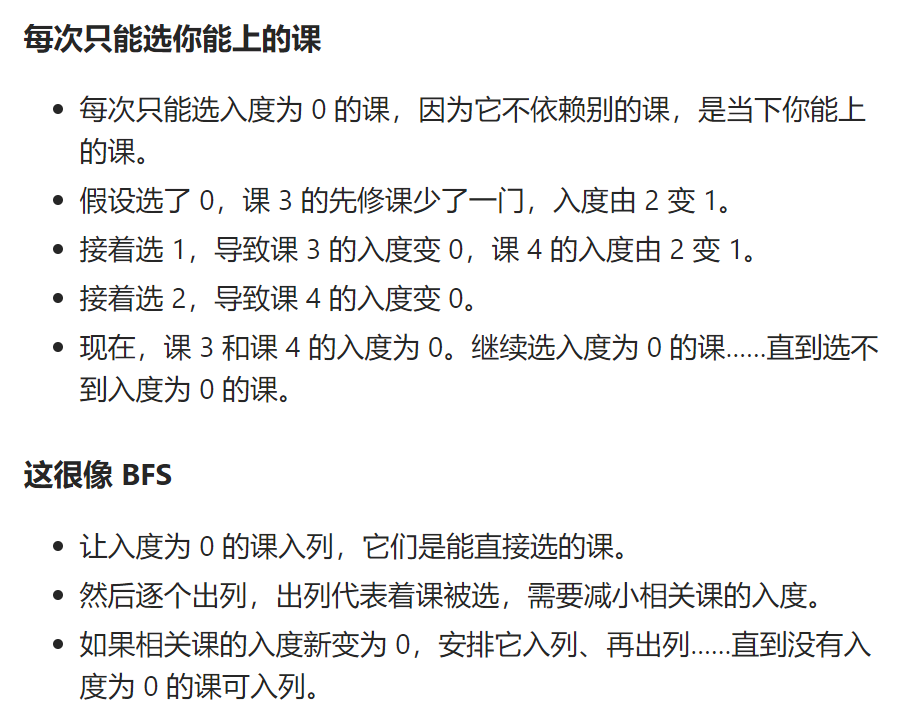 每次只能选你能上的课
每次只能选入度为 0 的课，因为它不依赖别的课，是当下你能上
的课。
假设选了 0，课 3 的先修课少了一门，入度由 2 变 1。
接着选 1，导致课 3 的入度变 0，课 4 的入度由 2 变 1。
接着选 2，导致课 4 的入度变 0。
现在，课 3 和课 4 的入度为 0。继续选入度为 0 的课……直到选不
到入度为 0 的课。
这很像 BFS
让入度为 0 的课入列，它们是能直接选的课。
然后逐个出列，出列代表着课被选，需要减小相关课的入度。
如果相关课的入度新变为 0，安排它入列、再出列……直到没有入
度为 0 的课可入列。